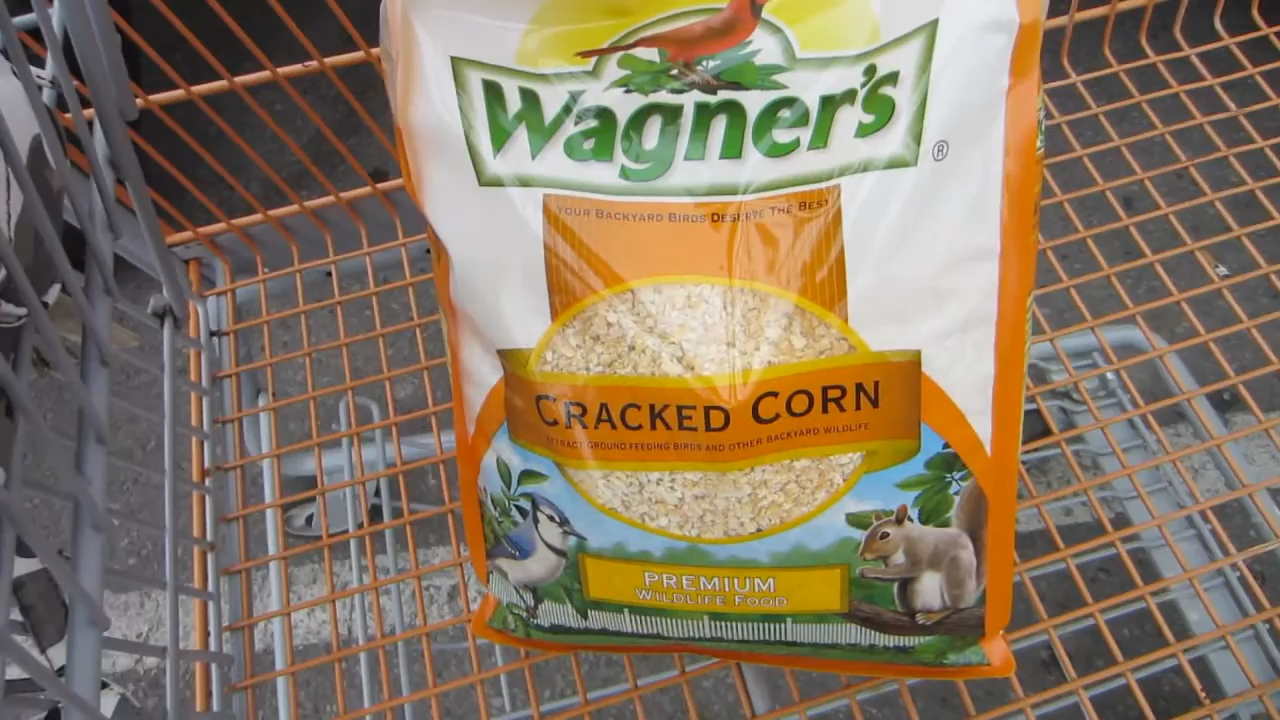 Wagner's
®
YOUR BACKYARD BIRDS DESERVE THE BEST
CRACKED CORN
ATTRACT GROUND FEEDING BIRDS AND OTHER BACKYARD WILDLIFE
PREMIUM
WILDLIFE FOOD